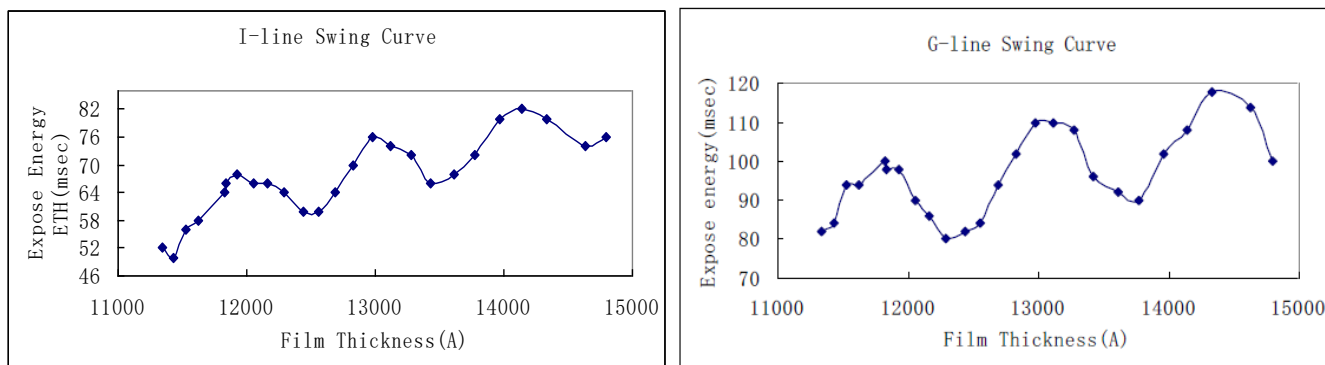 I-line Swing Curve
Expose Energy
ETH(msec)
82
76
70
64
58
52
46
11000 12000 13000 14000 15000
Film Thickness(A)
G-line Swing Curve
Expose energy(msec)
120
110
100
90
80
70
11000 12000 13000 14000 15000
Film Thickness(A)